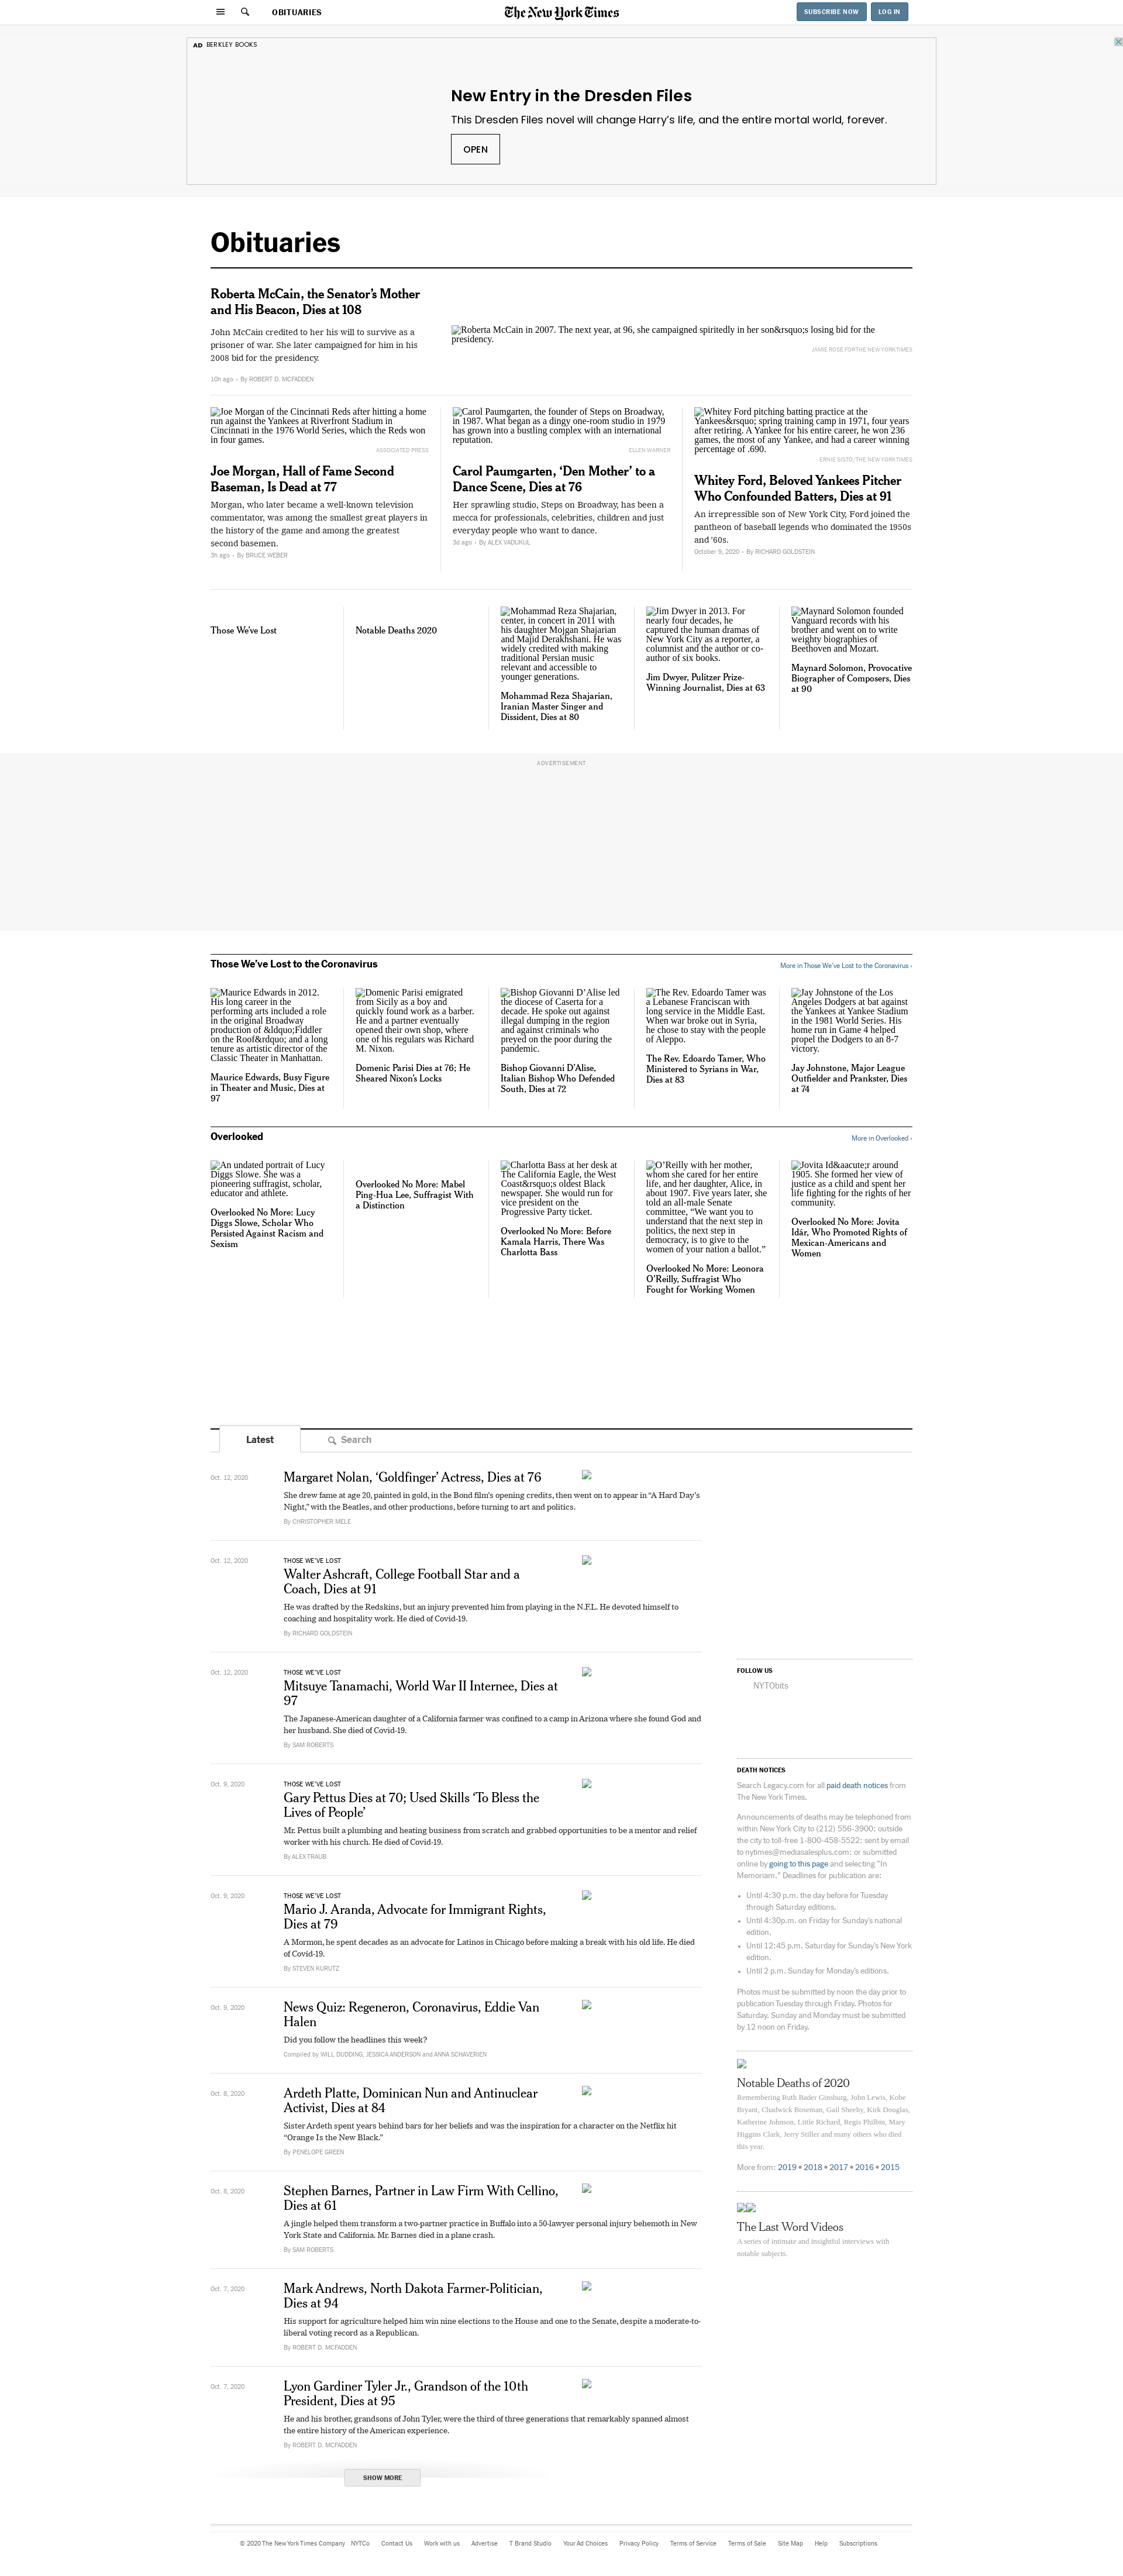 OBITUARIES
The New York Times
SUBSCRIBE NOW
LOG IN
AD BERKLEY BOOKS
New Entry in the Dresden Files
This Dresden Files novel will change Harry’s life, and the entire mortal world, forever.
OPEN
Obituaries
Roberta McCain, the Senator’s Mother
and His Beacon, Dies at 108
John McCain credited to her his will to survive as a
prisoner of war. She later campaigned for him in his
2008 bid for the presidency.
10h ago • By ROBERT D. MCFADDEN
Roberta McCain in 2007. The next year, at 96, she campaigned spiritedly in her son&rsquo;s losing bid for the
presidency.
JAMIE ROSE FOR THE NEW YORK TIMES
Joe Morgan of the Cincinnati Reds after hitting a home
run against the Yankees at Riverfront Stadium in
Cincinnati in the 1976 World Series, which the Reds won
in four games.
ASSOCIATED PRESS
Joe Morgan, Hall of Fame Second
Baseman, Is Dead at 77
Morgan, who later became a well-known television
commentator, was among the smallest great players in
the history of the game and among the greatest
second basemen.
3h ago • By BRUCE WEBER
Carol Paumgarten, the founder of Steps on Broadway,
in 1987. What began as a dingy one-room studio in 1979
has grown into a bustling complex with an international
reputation.
ELLEN WARNER
Carol Paumgarten, ‘Den Mother’ to a
Dance Scene, Dies at 76
Her sprawling studio, Steps on Broadway, has been a
mecca for professionals, celebrities, children and just
everyday people who want to dance.
3d ago • By ALEX VADUKUL
Whitey Ford pitching batting practice at the
Yankees&rsquo; spring training camp in 1971, four years
after retiring. A Yankee for his entire career, he won 236
games, the most of any Yankee, and had a career winning
percentage of .690.
ERNIE SISTO/THE NEW YORK TIMES
Whitey Ford, Beloved Yankees Pitcher
Who Confounded Batters, Dies at 91
An irrepressible son of New York City, Ford joined the
pantheon of baseball legends who dominated the 1950s
and ’60s.
October 9, 2020 • By RICHARD GOLDSTEIN
Those We’ve Lost
Notable Deaths 2020
Mohammad Reza Shajarian,
center, in concert in 2011 with
his daughter Mojgan Shajarian
and Majid Derakhshani. He was
widely credited with making
traditional Persian music
relevant and accessible to
younger generations.
Mohammad Reza Shajarian,
Iranian Master Singer and
Dissident, Dies at 80
Jim Dwyer in 2013. For
nearly four decades, he
captured the human dramas of
New York City as a reporter, a
columnist and the author or co-
author of six books.
Jim Dwyer, Pulitzer Prize-
Winning Journalist, Dies at 63
Maynard Solomon founded
Vanguard records with his
brother and went on to write
weighty biographies of
Beethoven and Mozart.
Maynard Solomon, Provocative
Biographer of Composers, Dies
at 90
ADVERTISEMENT
Those We’ve Lost to the Coronavirus
More in Those We’ve Lost to the Coronavirus ›
Maurice Edwards in 2012.
His long career in the
performing arts included a role
in the original Broadway
production of &ldquo;Fiddler
on the Roof&rdquo; and a long
tenure as artistic director of the
Classic Theater in Manhattan.
Maurice Edwards, Busy Figure
in Theater and Music, Dies at
97
Domenic Parisi emigrated
from Sicily as a boy and
quickly found work as a barber.
He and a partner eventually
opened their own shop, where
one of his regulars was Richard
M. Nixon.
Domenic Parisi Dies at 76; He
Sheared Nixon’s Locks
Bishop Giovanni D’Alise led
the diocese of Caserta for a
decade. He spoke out against
illegal dumping in the region
and against criminals who
preyed on the poor during the
pandemic.
Bishop Giovanni D’Alise,
Italian Bishop Who Defended
South, Dies at 72
The Rev. Edoardo Tamer was
a Lebanese Franciscan with
long service in the Middle East.
When war broke out in Syria,
he chose to stay with the people
of Aleppo.
The Rev. Edoardo Tamer, Who
Ministered to Syrians in War,
Dies at 83
Jay Johnstone of the Los
Angeles Dodgers at bat against
the Yankees at Yankee Stadium
in the 1981 World Series. His
home run in Game 4 helped
propel the Dodgers to an 8-7
victory.
Jay Johnstone, Major League
Outfielder and Prankster, Dies
at 74
Overlooked
More in Overlooked ›
An undated portrait of Lucy
Diggs Slowe. She was a
pioneering suffragist, scholar,
educator and athlete.
Overlooked No More: Lucy
Diggs Slowe, Scholar Who
Persisted Against Racism and
Sexism
Overlooked No More: Mabel
Ping-Hua Lee, Suffragist With
a Distinction
Charlotta Bass at her desk at
The California Eagle, the West
Coast&rsquo;s oldest Black
newspaper. She would run for
vice president on the
Progressive Party ticket.
Overlooked No More: Before
Kamala Harris, There Was
Charlotta Bass
O’Reilly with her mother,
whom she cared for her entire
life, and her daughter, Alice, in
about 1907. Five years later, she
told an all-male Senate
committee, “We want you to
understand that the next step in
politics, the next step in
democracy, is to give to the
women of your nation a ballot.”
Overlooked No More: Leonora
O’Reilly, Suffragist Who
Fought for Working Women
Jovita Id&aacute;r around
1905. She formed her view of
justice as a child and spent her
life fighting for the rights of her
community.
Overlooked No More: Jovita
Idár, Who Promoted Rights of
Mexican-Americans and
Women
Latest
Search
Oct. 12, 2020
Margaret Nolan, ‘Goldfinger’ Actress, Dies at 76
She drew fame at age 20, painted in gold, in the Bond film’s opening credits, then went on to appear in “A Hard Day’s
Night,” with the Beatles, and other productions, before turning to art and politics.
By CHRISTOPHER MELE
Oct. 12, 2020
THOSE WE’VE LOST
Walter Ashcraft, College Football Star and a
Coach, Dies at 91
He was drafted by the Redskins, but an injury prevented him from playing in the N.F.L. He devoted himself to
coaching and hospitality work. He died of Covid-19.
By RICHARD GOLDSTEIN
Oct. 12, 2020
THOSE WE’VE LOST
Mitsuye Tanamachi, World War II Internee, Dies at
97
The Japanese-American daughter of a California farmer was confined to a camp in Arizona where she found God and
her husband. She died of Covid-19.
By SAM ROBERTS
Oct. 9, 2020
THOSE WE’VE LOST
Gary Pettus Dies at 70; Used Skills ‘To Bless the
Lives of People’
Mr. Pettus built a plumbing and heating business from scratch and grabbed opportunities to be a mentor and relief
worker with his church. He died of Covid-19.
By ALEX TRAUB
Oct. 9, 2020
THOSE WE’VE LOST
Mario J. Aranda, Advocate for Immigrant Rights,
Dies at 79
A Mormon, he spent decades as an advocate for Latinos in Chicago before making a break with his old life. He died
of Covid-19.
By STEVEN KURUTZ
Oct. 9, 2020
News Quiz: Regeneron, Coronavirus, Eddie Van
Halen
Did you follow the headlines this week?
Compiled by WILL DUDDING, JESSICA ANDERSON and ANNA SCHAVERIEN
Oct. 8, 2020
Ardeth Platte, Dominican Nun and Antinuclear
Activist, Dies at 84
Sister Ardeth spent years behind bars for her beliefs and was the inspiration for a character on the Netflix hit
“Orange Is the New Black.”
By PENELOPE GREEN
Oct. 8, 2020
Stephen Barnes, Partner in Law Firm With Cellino,
Dies at 61
A jingle helped them transform a two-partner practice in Buffalo into a 50-lawyer personal injury behemoth in New
York State and California. Mr. Barnes died in a plane crash.
By SAM ROBERTS
Oct. 7, 2020
Mark Andrews, North Dakota Farmer-Politician,
Dies at 94
His support for agriculture helped him win nine elections to the House and one to the Senate, despite a moderate-to-
liberal voting record as a Republican.
By ROBERT D. MCFADDEN
Oct. 7, 2020
Lyon Gardiner Tyler Jr., Grandson of the 10th
President, Dies at 95
He and his brother, grandsons of John Tyler, were the third of three generations that remarkably spanned almost
the entire history of the American experience.
By ROBERT D. MCFADDEN
SHOW MORE
FOLLOW US
NYTObits
DEATH NOTICES
Search Legacy.com for all paid death notices from
The New York Times.
Announcements of deaths may be telephoned from
within New York City to (212) 556-3900; outside
the city to toll-free 1-800-458-5522; sent by email
to nytimes@mediasalesplus.com; or submitted
online by going to this page and selecting "In
Memoriam." Deadlines for publication are:
• Until 4:30 p.m. the day before for Tuesday
through Saturday editions.
• Until 4:30p.m. on Friday for Sunday's national
edition.
• Until 12:45 p.m. Saturday for Sunday's New York
edition.
• Until 2 p.m. Sunday for Monday's editions.
Photos must be submitted by noon the day prior to
publication Tuesday through Friday. Photos for
Saturday, Sunday and Monday must be submitted
by 12 noon on Friday.
Notable Deaths of 2020
Remembering Ruth Bader Ginsburg, John Lewis, Kobe
Bryant, Chadwick Boseman, Gail Sheehy, Kirk Douglas,
Katherine Johnson, Little Richard, Regis Philbin, Mary
Higgins Clark, Jerry Stiller and many others who died
this year.
More from: 2019 • 2018 • 2017 • 2016 • 2015
The Last Word Videos
A series of intimate and insightful interviews with
notable subjects.
© 2020 The New York Times Company NYTCo Contact Us Work with us Advertise T Brand Studio Your Ad Choices Privacy Policy Terms of Service Terms of Sale Site Map Help Subscriptions